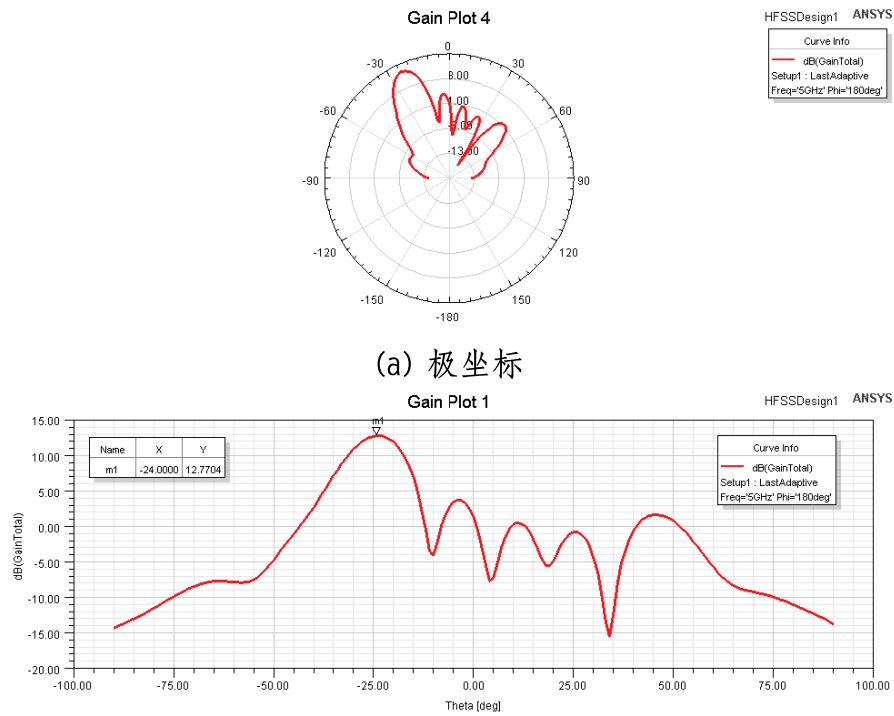 Gain Plot 4
HFSSDesign1 ANSYS
Curve Info
dB(GainTotal)
Setup1 : LastAdaptive
Freq='5GHz' Phi='180deg'
0
-30 30
8.00
1.00
-60 60
-13.00
-90 90
-120 120
-150 150
-180
(a) 极坐标
Gain Plot 1
HFSSDesign1 ANSYS
15.00
m1
Name X Y
m1 -24.0000 12.7704
Curve Info
dB(GainTotal)
Setup1 : LastAdaptive
Freq='5GHz' Phi='180deg'
10.00
5.00
0.00
-5.00
-10.00
-15.00
-20.00
dB(GainTotal)
-100.00 -75.00 -50.00 -25.00 0.00 25.00 50.00 75.00 100.00
Theta [deg]